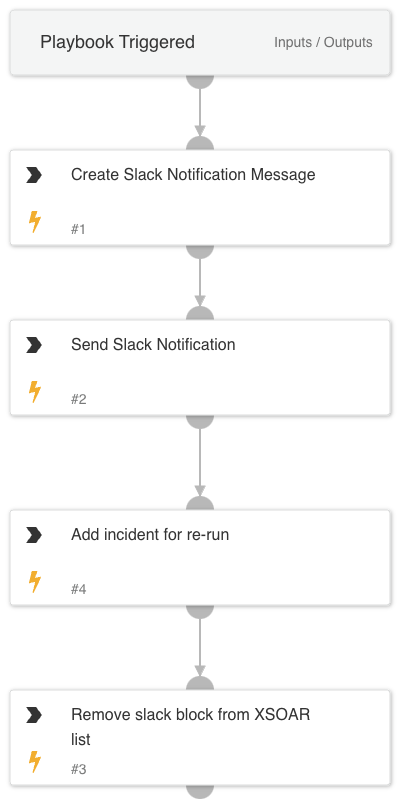 Playbook Triggered
Inputs / Outputs
Create Slack Notification Message
#1
Send Slack Notification
#2
Add incident for re-run
#4
Remove slack block from XSOAR
list
#3